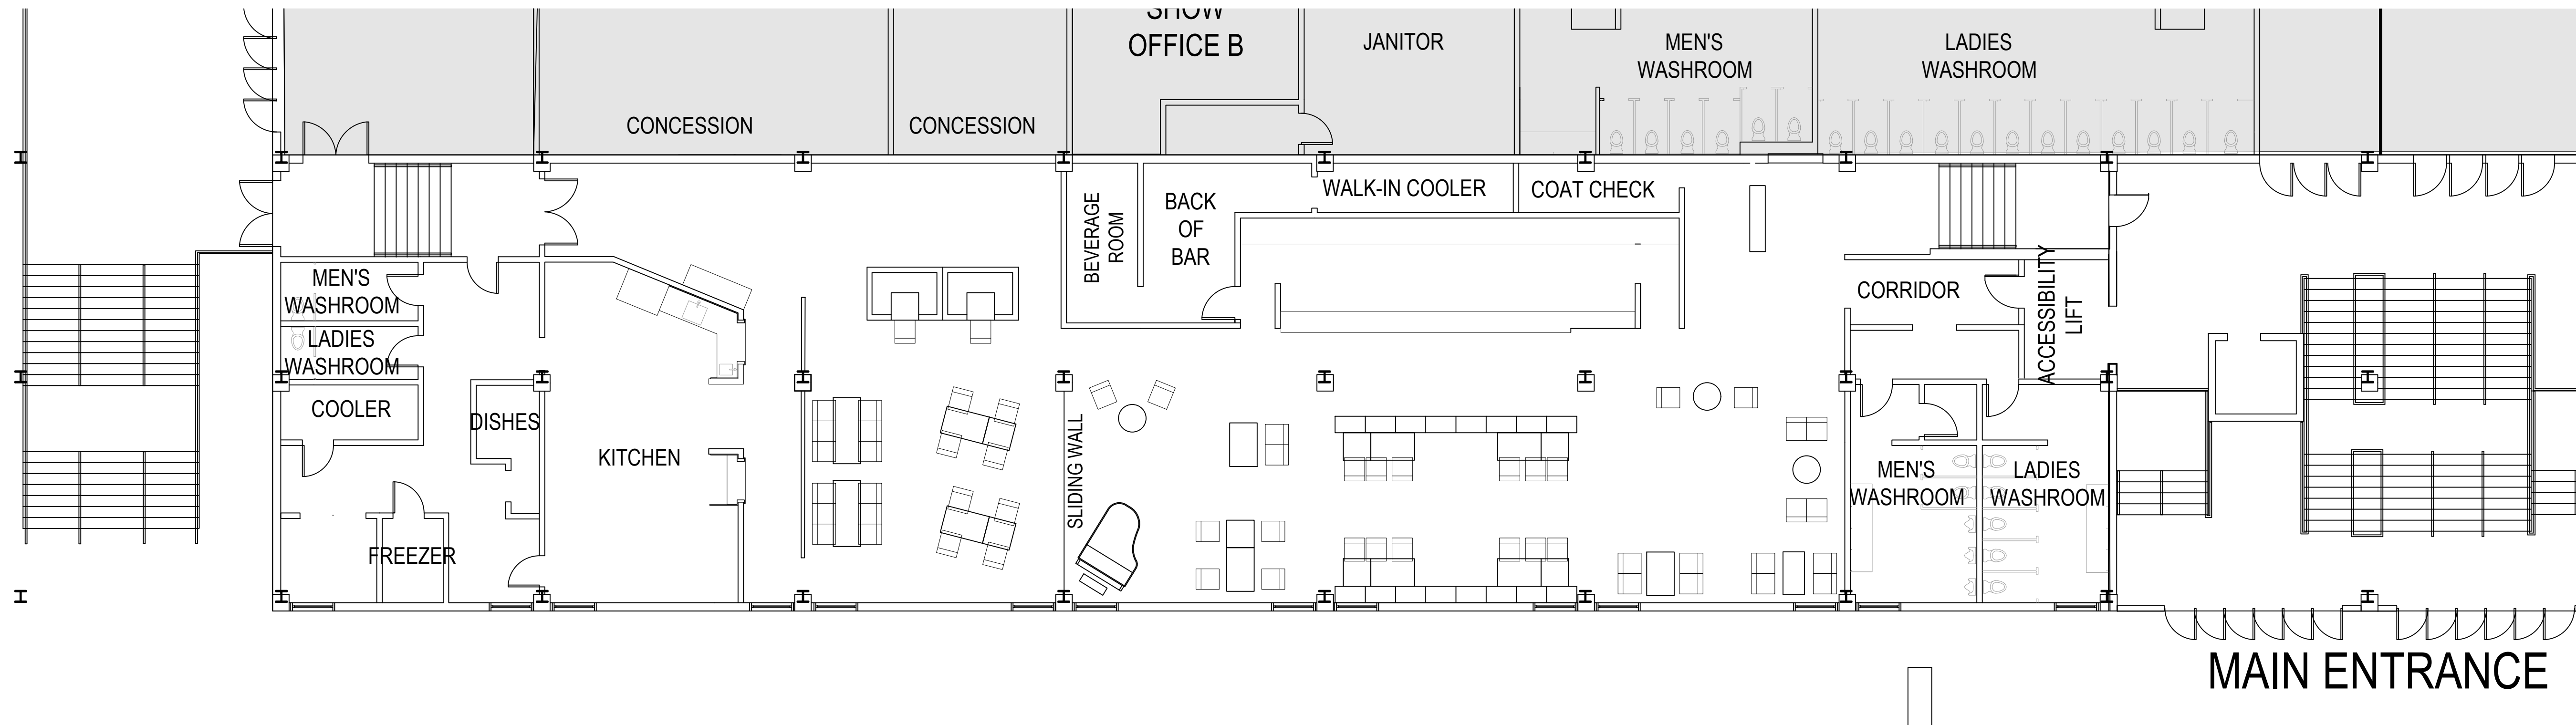 SHOW
OFFICE B
JANITOR
MEN'S
WASHROOM
LADIES
WASHROOM
CONCESSION
CONCESSION
BEVERAGE
ROOM
BACK
OF
BAR
WALK-IN COOLER
COAT CHECK
MEN'S
WASHROOM
LADIES
WASHROOM
CORRIDOR
ACCESSIBILITY
LIFT
COOLER
DISHES
KITCHEN
SLIDING WALL
MEN'S
WASHROOM
LADIES
WASHROOM
FREEZER
MAIN ENTRANCE